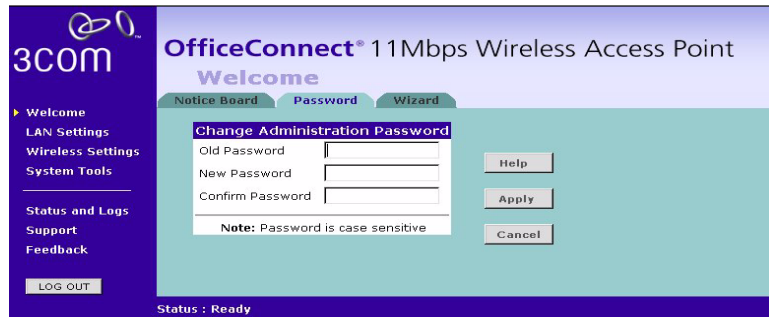 3COM
OfficeConnect® 11Mbps Wireless Access Point
Welcome
Notice Board
Password
Wizard
Welcome
LAN Settings
Wireless Settings
System Tools
Status and Logs
Support
Feedback
LOG OUT
Change Administration Password
Old Password
New Password
Confirm Password
Note: Password is case sensitive
Help
Apply
Cancel
Status : Ready